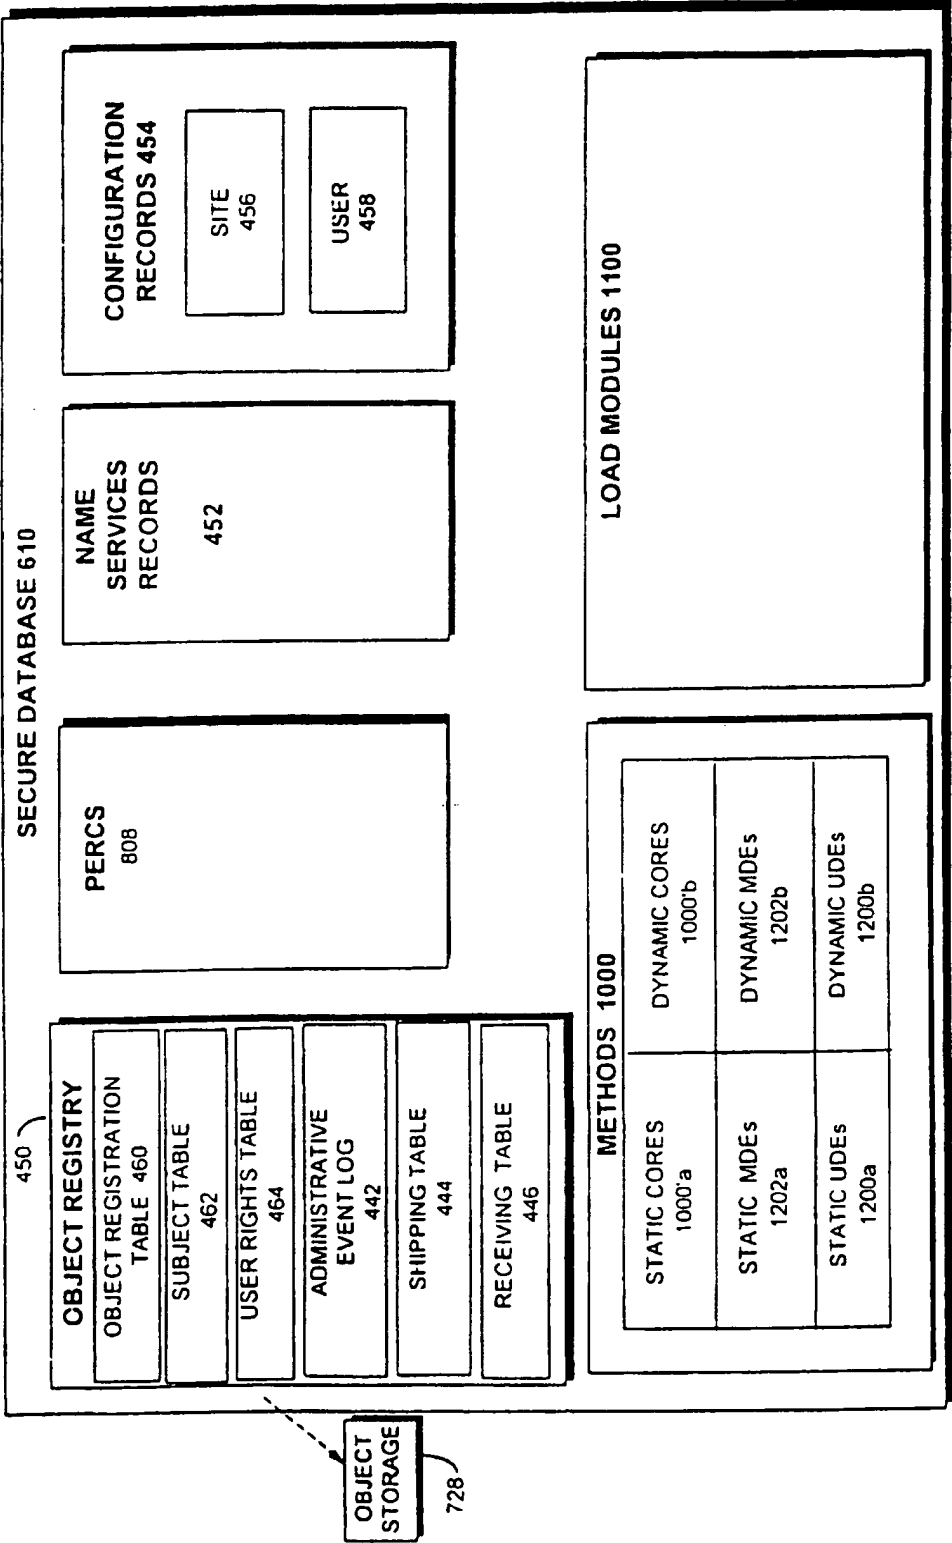 SECURE DATABASE 610
450
OBJECT REGISTRY
OBJECT REGISTRATION
TABLE 460
SUBJECT TABLE
462
USER RIGHTS TABLE
464
ADMINISTRATIVE
EVENT LOG
442
SHIPPING TABLE
444
RECEIVING TABLE
446
PERCS
808
NAME
SERVICES
RECORDS
452
CONFIGURATION
RECORDS 454
SITE
456
USER
458
OBJECT
STORAGE
728
METHODS 1000
STATIC CORES
1000'a
DYNAMIC CORES
1000'b
STATIC MDEs
1202a
DYNAMIC MDEs
1202b
STATIC UDEs
1200a
DYNAMIC UDEs
1200b
LOAD MODULES 1100